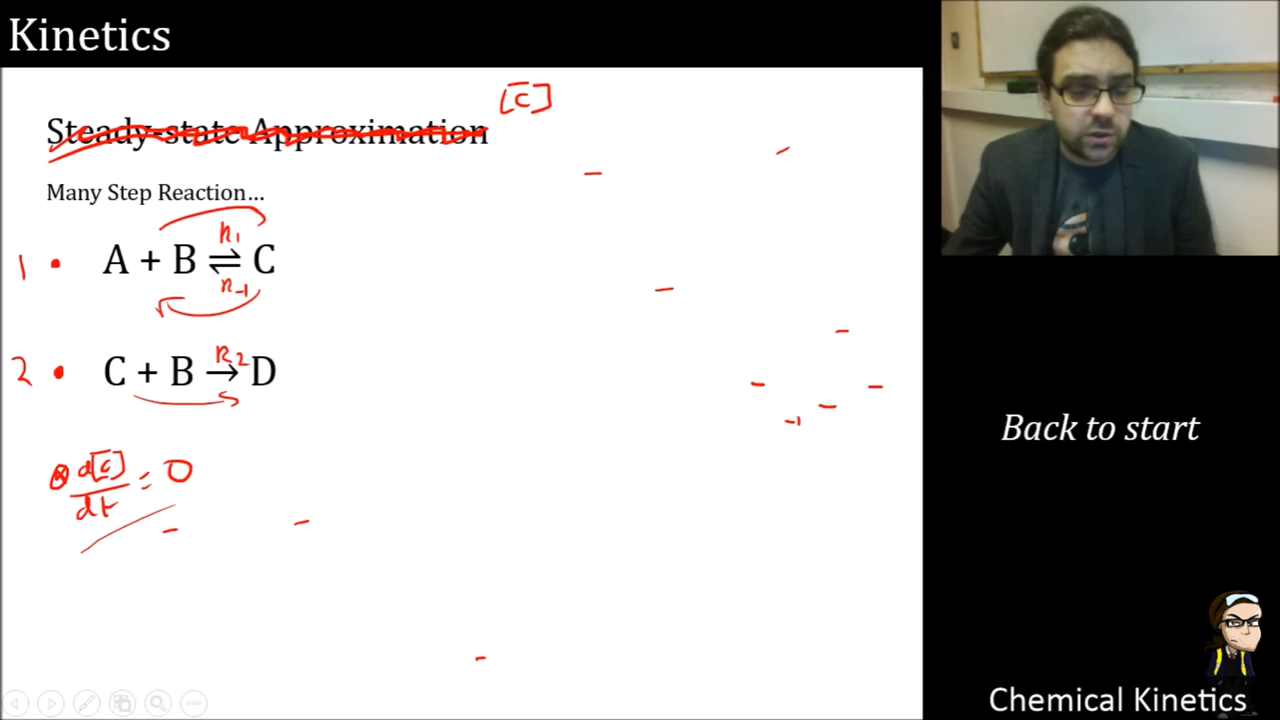 Kinetics
[C]
Steady-state Approximation
Many Step Reaction...
k1
1 • A + B ⇌ C
k-1
k2
2 • C + B → D
d[C]/dt = 0
Back to start
Chemical Kinetics